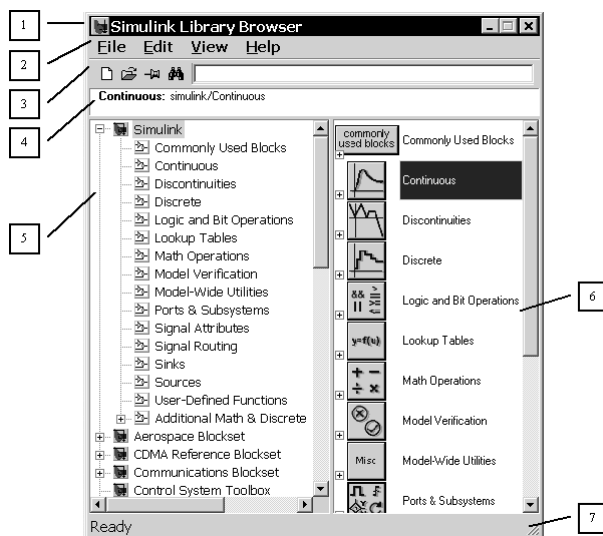 1
Simulink Library Browser
2
File Edit View Help
3
4
Continuous: simulink/Continuous
5
Simulink
Commonly Used Blocks
Continuous
Discontinuities
Discrete
Logic and Bit Operations
Lookup Tables
Math Operations
Model Verification
Model-Wide Utilities
Ports & Subsystems
Signal Attributes
Signal Routing
Sinks
Sources
User-Defined Functions
Additional Math & Discrete
Aerospace Blockset
CDMA Reference Blockset
Communications Blockset
Control System Toolbox
commonly
used blocks
Commonly Used Blocks
Continuous
Discontinuities
Discrete
Logic and Bit Operations
y=f(u)
Lookup Tables
Math Operations
Model Verification
Misc
Model-Wide Utilities
Ports & Subsystems
6
Ready
7